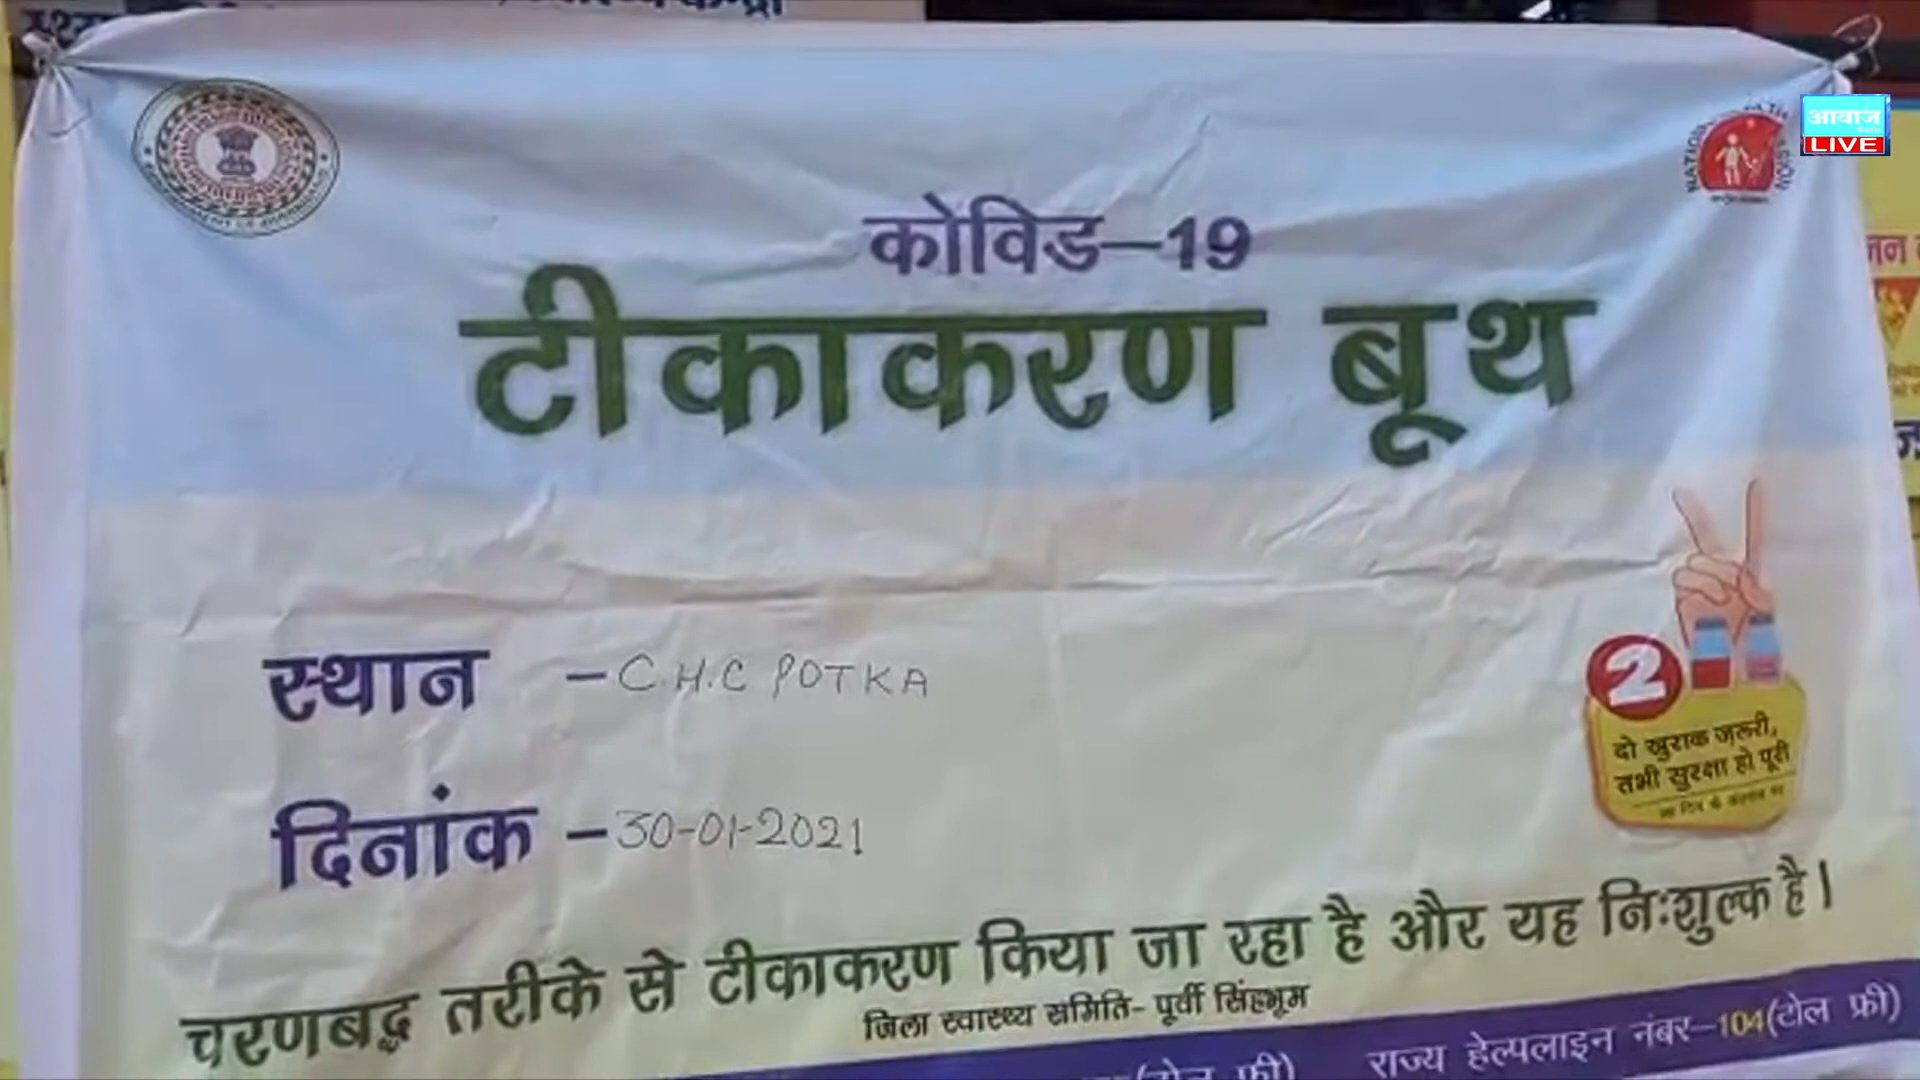 आवाज
LIVE
कोविड–19
टीकाकरण बूथ
स्थान – C.H.C POTKA
दिनांक – 30-01-2021
2
दो खुराक ज़रूरी,
तभी सुरक्षा हो पूरी
चरणबद्ध तरीके से टीकाकरण किया जा रहा है और यह निःशुल्क है।
जिला स्वास्थ्य समिति- पूर्वी सिंहभूम
(टोल फ्री) राज्य हेल्पलाइन नंबर–104(टोल फ्री)